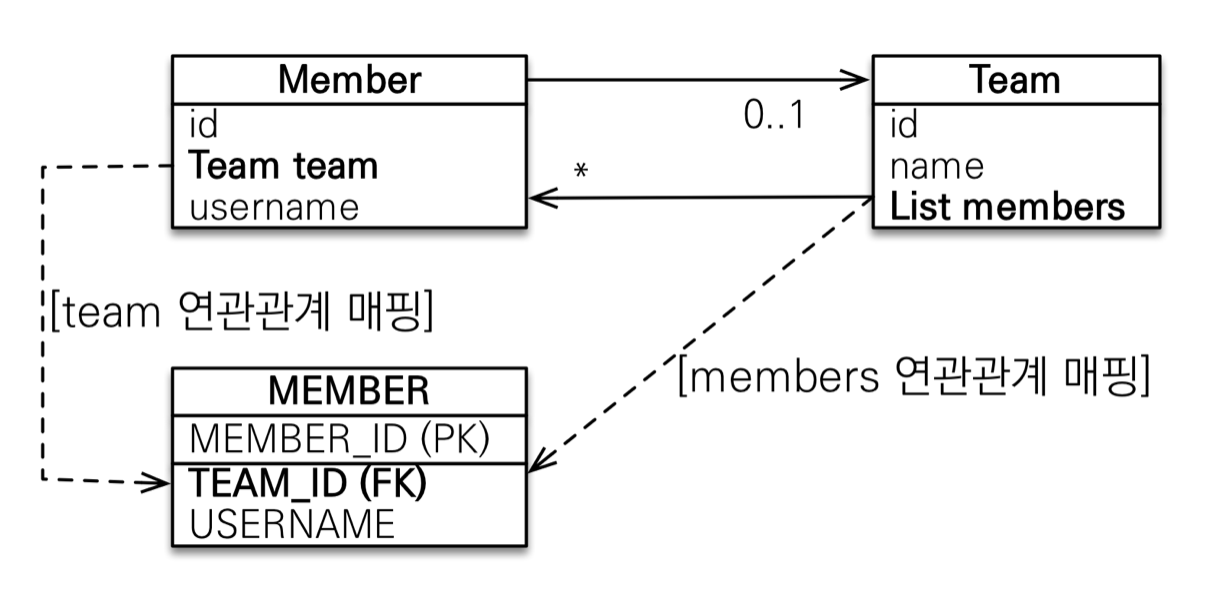 Member
id
Team team
username
0..1
*
Team
id
name
List members
[team 연관관계 매핑]
[members 연관관계 매핑]
MEMBER
MEMBER_ID (PK)
TEAM_ID (FK)
USERNAME